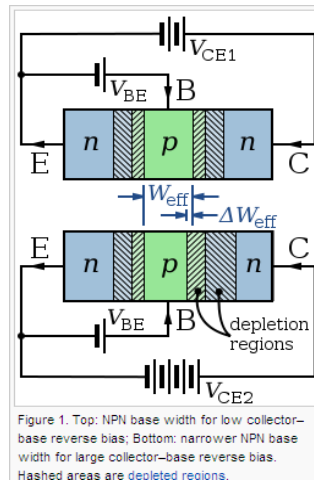 VCE1
VBE
B
n p n
E C
Weff
ΔWeff
E C
n p n
B
VBE
depletion
regions
VCE2
Figure 1. Top: NPN base width for low collector–
base reverse bias; Bottom: narrower NPN base
width for large collector–base reverse bias.
Hashed areas are depleted regions.